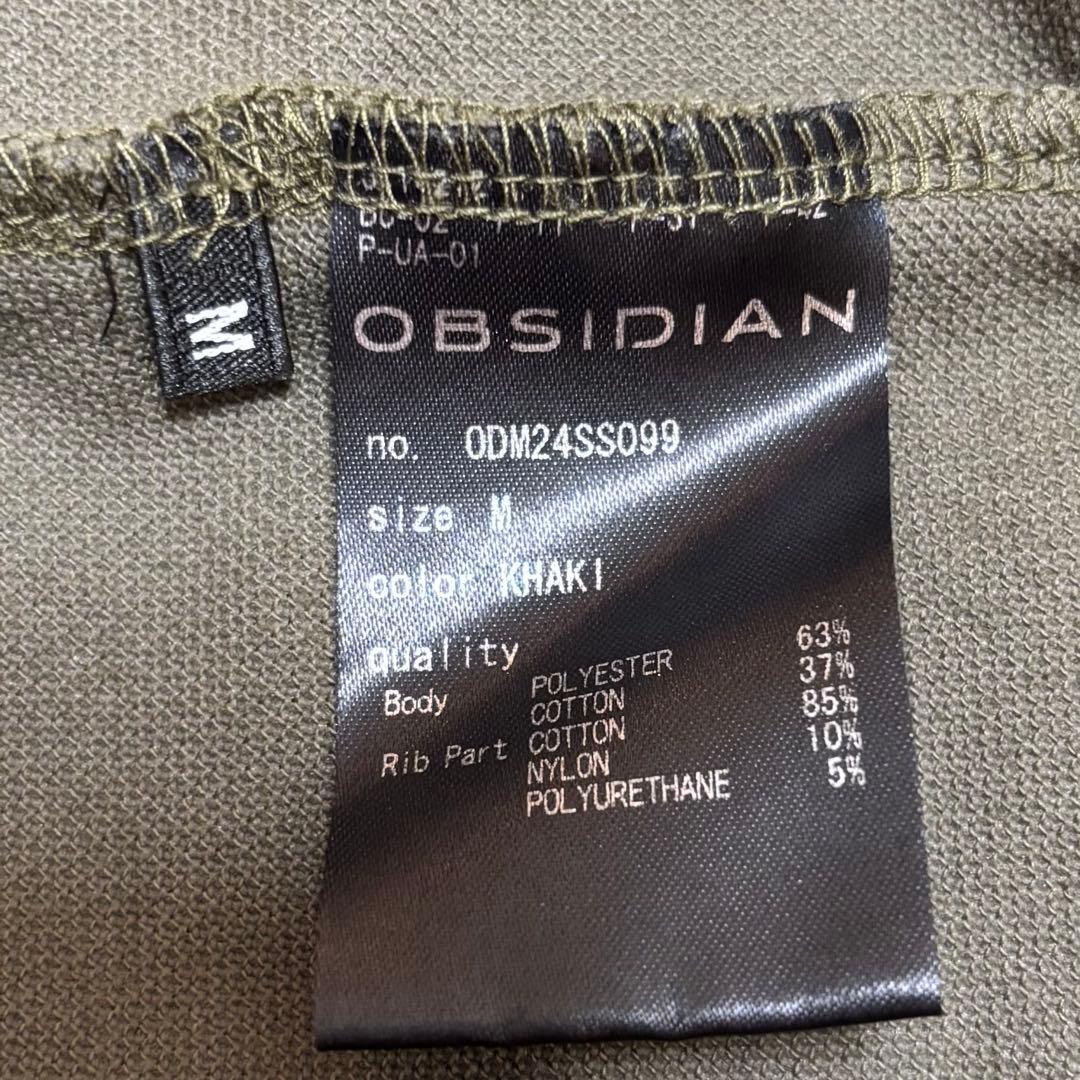 P-UA-01
OBSIDIAN
M
no. ODM24SS099
size M
color KHAKI
quality
Body POLYESTER 63%
COTTON 37%
Rib Part COTTON 85%
NYLON 10%
POLYURETHANE 5%